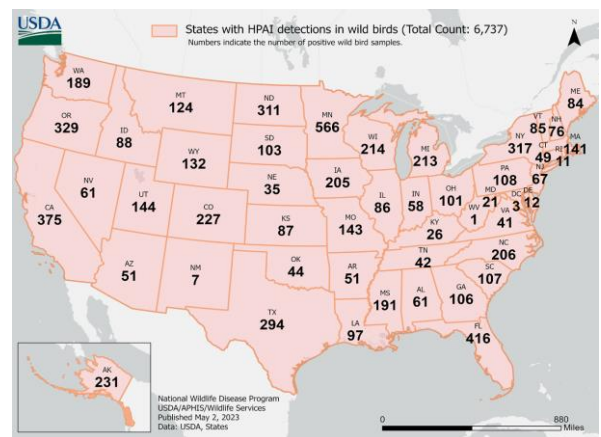 USDA
States with HPAI detections in wild birds (Total Count: 6,737)
Numbers indicate the number of positive wild bird samples.
N
WA
189
MT
124
ND
311
MN
566
ME
84
OR
329
ID
88
SD
103
WI
214
MI
213
VT
85
NH
76
NY
317
MA
141
CT
49
RI
11
WY
132
IA
205
NE
35
PA
108
NJ
67
NV
61
UT
144
CO
227
IL
86
IN
58
OH
101
MD
21
DE
12
DC
3
WV
1
VA
41
CA
375
KS
87
MO
143
KY
26
NC
206
TN
42
AZ
51
NM
7
OK
44
AR
51
SC
107
MS
191
AL
61
GA
106
TX
294
LA
97
FL
416
AK
231
National Wildlife Disease Program
USDA/APHIS/Wildlife Services
Published May 2, 2023
Data: USDA, States
0
880
Miles